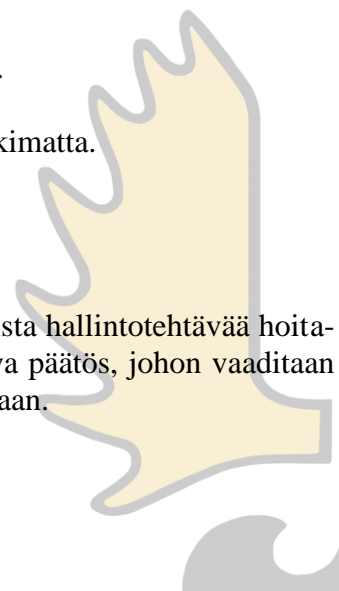 .
kimatta.
sta hallintotehtävää hoita-
va päätös, johon vaaditaan
aan.